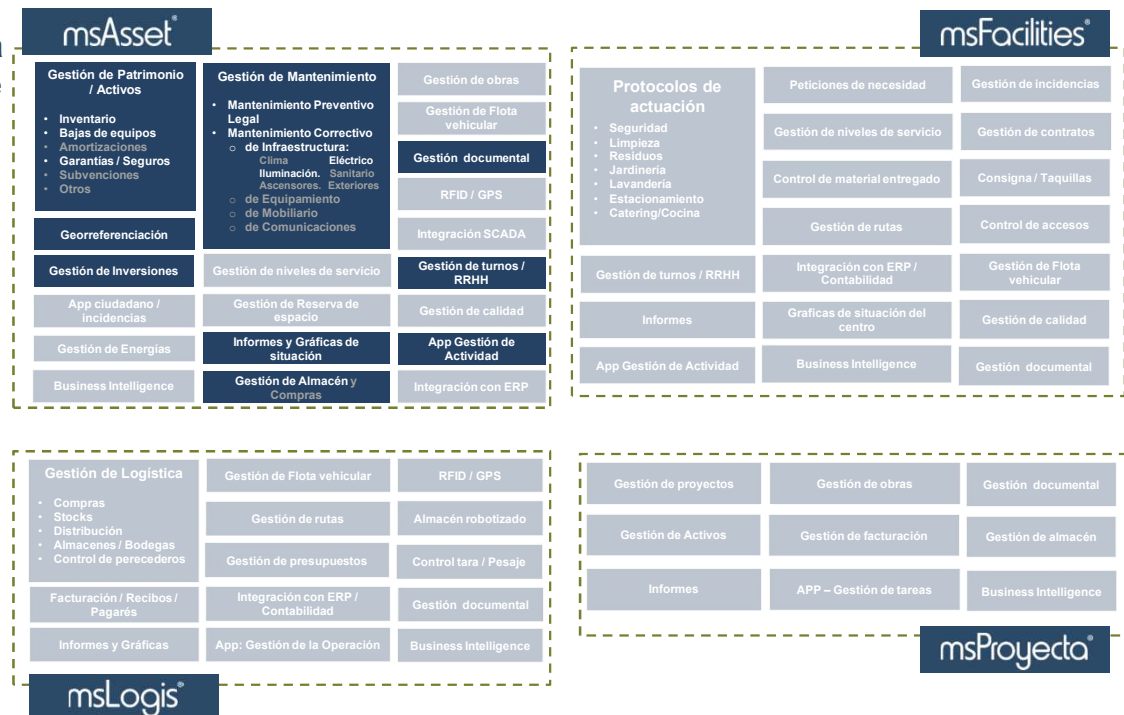 msAsset®
Gestión de Patrimonio
/ Activos
• Inventario
• Bajas de equipos
• Amortizaciones
• Garantías / Seguros
• Subvenciones
• Otros
Georreferenciación
Gestión de Inversiones
App ciudadano /
incidencias
Gestión de Energías
Business Intelligence
Gestión de Mantenimiento
• Mantenimiento Preventivo
Legal
• Mantenimiento Correctivo
o de Infraestructura:
Clima Eléctrico
Iluminación. Sanitario
Ascensores. Exteriores
o de Equipamiento
o de Mobiliario
o de Comunicaciones
Gestión de niveles de servicio
Gestión de Reserva de
espacio
Informes y Gráficas de
situación
Gestión de Almacén y
Compras
Gestión de obras
Gestión de Flota
vehicular
Gestión documental
RFID / GPS
Integración SCADA
Gestión de turnos /
RRHH
Gestión de calidad
App Gestión de
Actividad
Integración con ERP
msFacilities®
Protocolos de
actuación
• Seguridad
• Limpieza
• Residuos
• Jardinería
• Lavandería
• Estacionamiento
• Catering/Cocina
Gestión de turnos / RRHH
Informes
App Gestión de Actividad
Peticiones de necesidad
Gestión de niveles de servicio
Control de material entregado
Gestión de rutas
Integración con ERP /
Contabilidad
Graficas de situación del
centro
Business Intelligence
Gestión de incidencias
Gestión de contratos
Consigna / Taquillas
Control de accesos
Gestión de Flota
vehicular
Gestión de calidad
Gestión documental
Gestión de Logística
• Compras
• Stocks
• Distribución
• Almacenes / Bodegas
• Control de perecederos
Facturación / Recibos /
Pagarés
Informes y Gráficas
Gestión de Flota vehicular
Gestión de rutas
Gestión de presupuestos
Integración con ERP /
Contabilidad
App: Gestión de la Operación
RFID / GPS
Almacén robotizado
Control tara / Pesaje
Gestión documental
Business Intelligence
msLogis®
Gestión de proyectos
Gestión de Activos
Informes
Gestión de obras
Gestión de facturación
APP – Gestión de tareas
Gestión documental
Gestión de almacén
Business Intelligence
msProyecta®